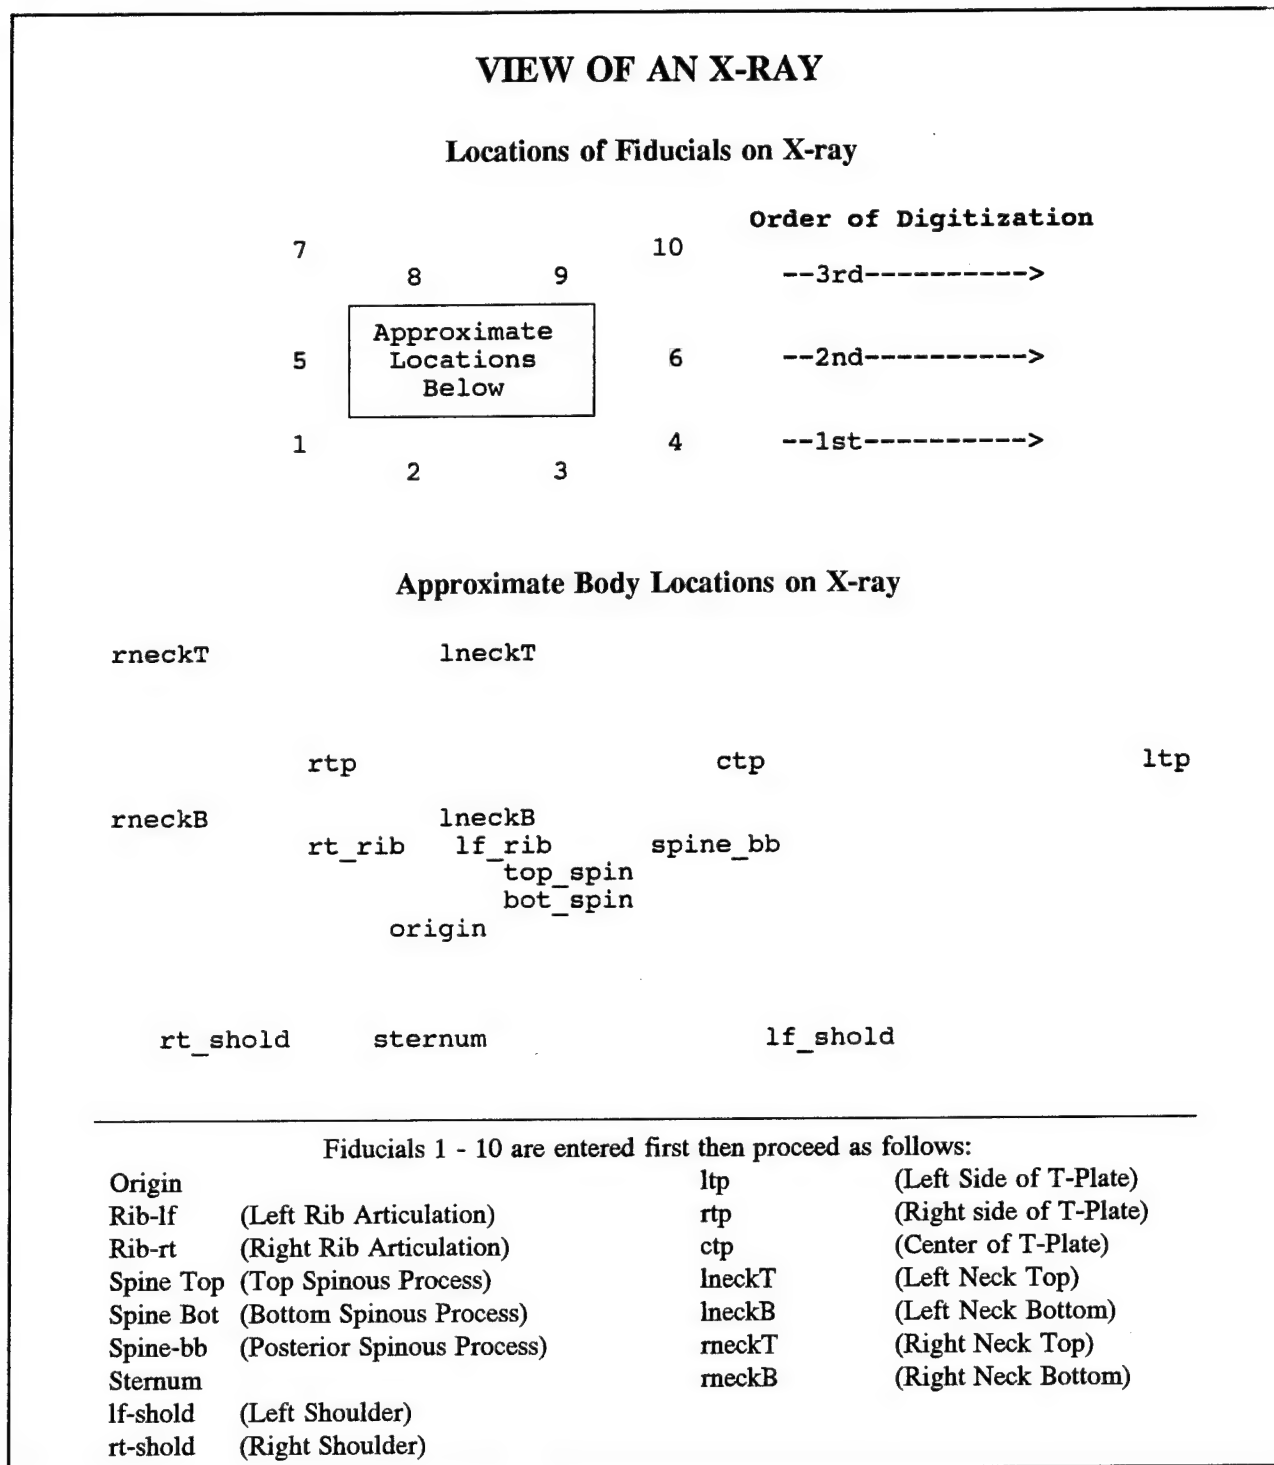 VIEW OF AN X-RAY
Locations of Fiducials on X-ray
Order of Digitization
7 10
8 9 --3rd---------->
Approximate
5 Locations 6 --2nd---------->
Below
1 4 --1st---------->
2 3
Approximate Body Locations on X-ray
rneckT lneckT
rtp ctp ltp
rneckB lneckB
rt_rib lf_rib spine_bb
top_spin
bot_spin
origin
rt_shold sternum lf_shold
Fiducials 1 - 10 are entered first then proceed as follows:
Origin ltp (Left Side of T-Plate)
Rib-lf (Left Rib Articulation) rtp (Right side of T-Plate)
Rib-rt (Right Rib Articulation) ctp (Center of T-Plate)
Spine Top (Top Spinous Process) lneckT (Left Neck Top)
Spine Bot (Bottom Spinous Process) lneckB (Left Neck Bottom)
Spine-bb (Posterior Spinous Process) rneckT (Right Neck Top)
Sternum rneckB (Right Neck Bottom)
lf-shold (Left Shoulder)
rt-shold (Right Shoulder)